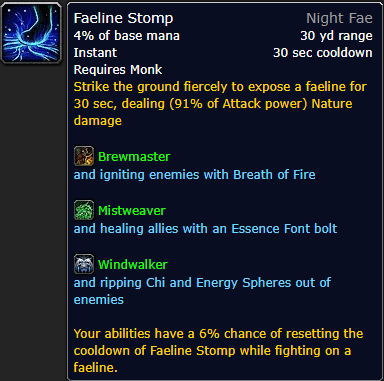 Faeline Stomp Night Fae
4% of base mana 30 yd range
Instant 30 sec cooldown
Requires Monk
Strike the ground fiercely to expose a faeline for
30 sec, dealing (91% of Attack power) Nature
damage
Brewmaster
and igniting enemies with Breath of Fire
Mistweaver
and healing allies with an Essence Font bolt
Windwalker
and ripping Chi and Energy Spheres out of
enemies
Your abilities have a 6% chance of resetting the
cooldown of Faeline Stomp while fighting on a
faeline.